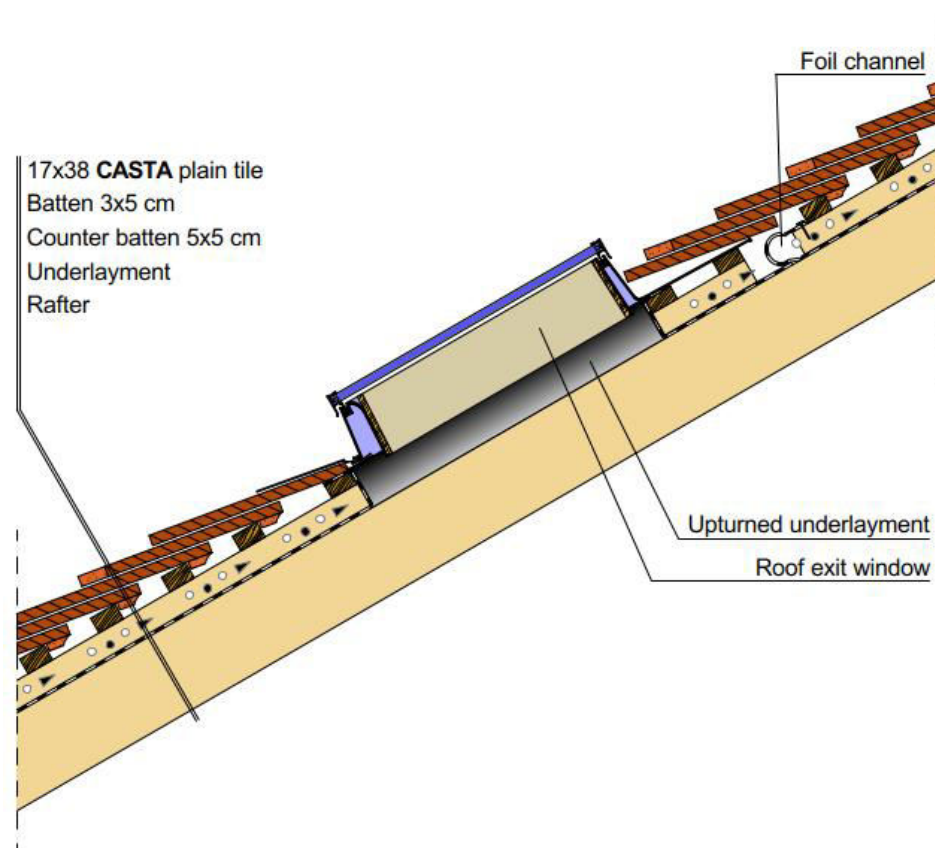 Foil channel
17x38 CASTA plain tile
Batten 3x5 cm
Counter batten 5x5 cm
Underlayment
Rafter
Upturned underlayment
Roof exit window